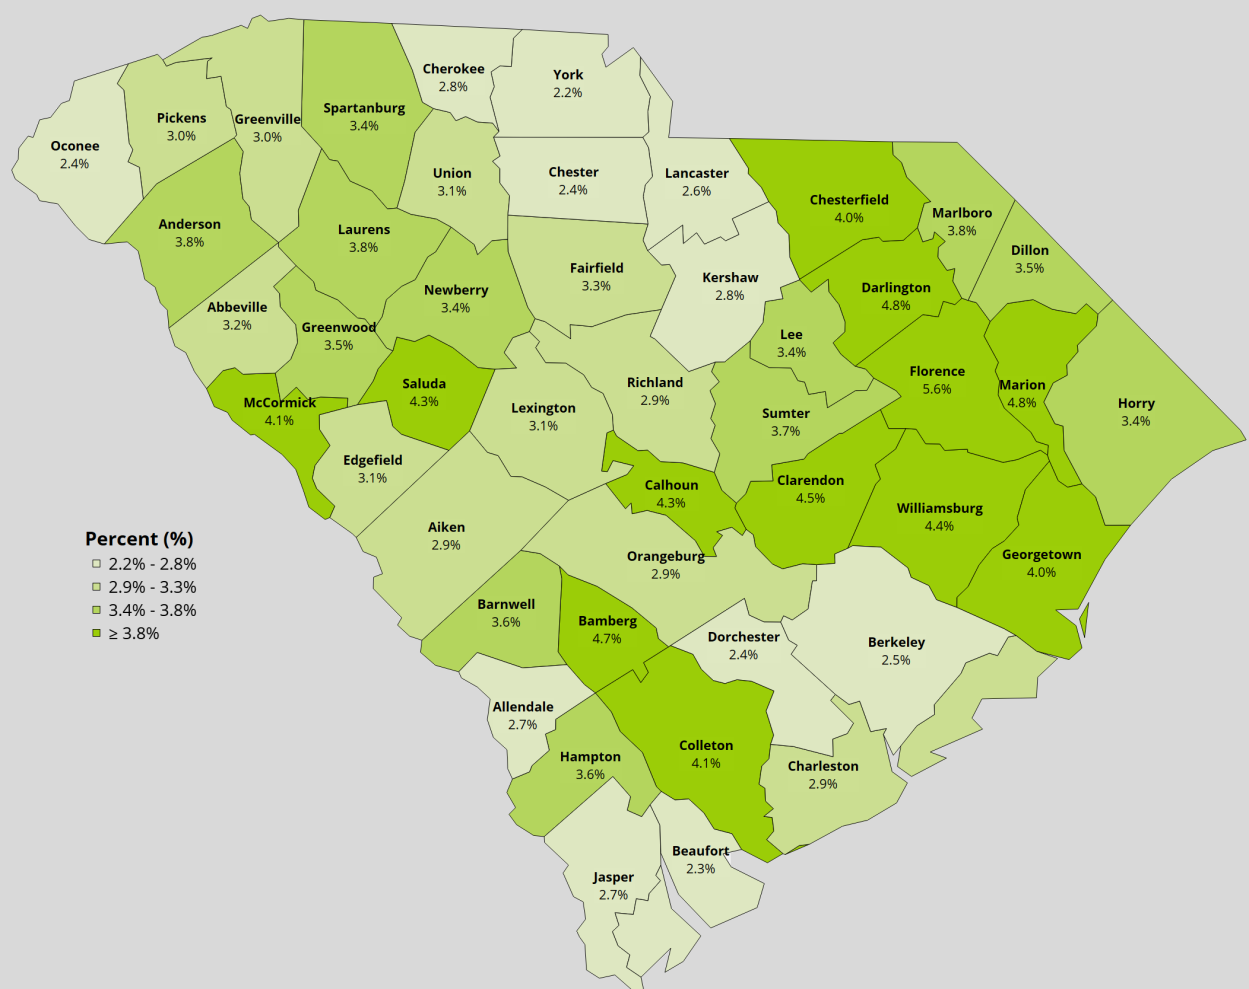 Cherokee
2.8%
York
2.2%
Spartanburg
3.4%
Pickens
3.0%
Greenville
3.0%
Oconee
2.4%
Union
3.1%
Chester
2.4%
Lancaster
2.6%
Chesterfield
4.0%
Marlboro
3.8%
Anderson
3.8%
Laurens
3.8%
Dillon
3.5%
Fairfield
3.3%
Kershaw
2.8%
Darlington
4.8%
Newberry
3.4%
Abbeville
3.2%
Greenwood
3.5%
Lee
3.4%
Florence
5.6%
Saluda
4.3%
Richland
2.9%
Marion
4.8%
McCormick
4.1%
Lexington
3.1%
Sumter
3.7%
Horry
3.4%
Edgefield
3.1%
Calhoun
4.3%
Clarendon
4.5%
Williamsburg
4.4%
Aiken
2.9%
Orangeburg
2.9%
Georgetown
4.0%
Percent (%)
2.2% - 2.8%
2.9% - 3.3%
3.4% - 3.8%
≥ 3.8%
Barnwell
3.6%
Bamberg
4.7%
Dorchester
2.4%
Berkeley
2.5%
Allendale
2.7%
Hampton
3.6%
Colleton
4.1%
Charleston
2.9%
Beaufort
2.3%
Jasper
2.7%